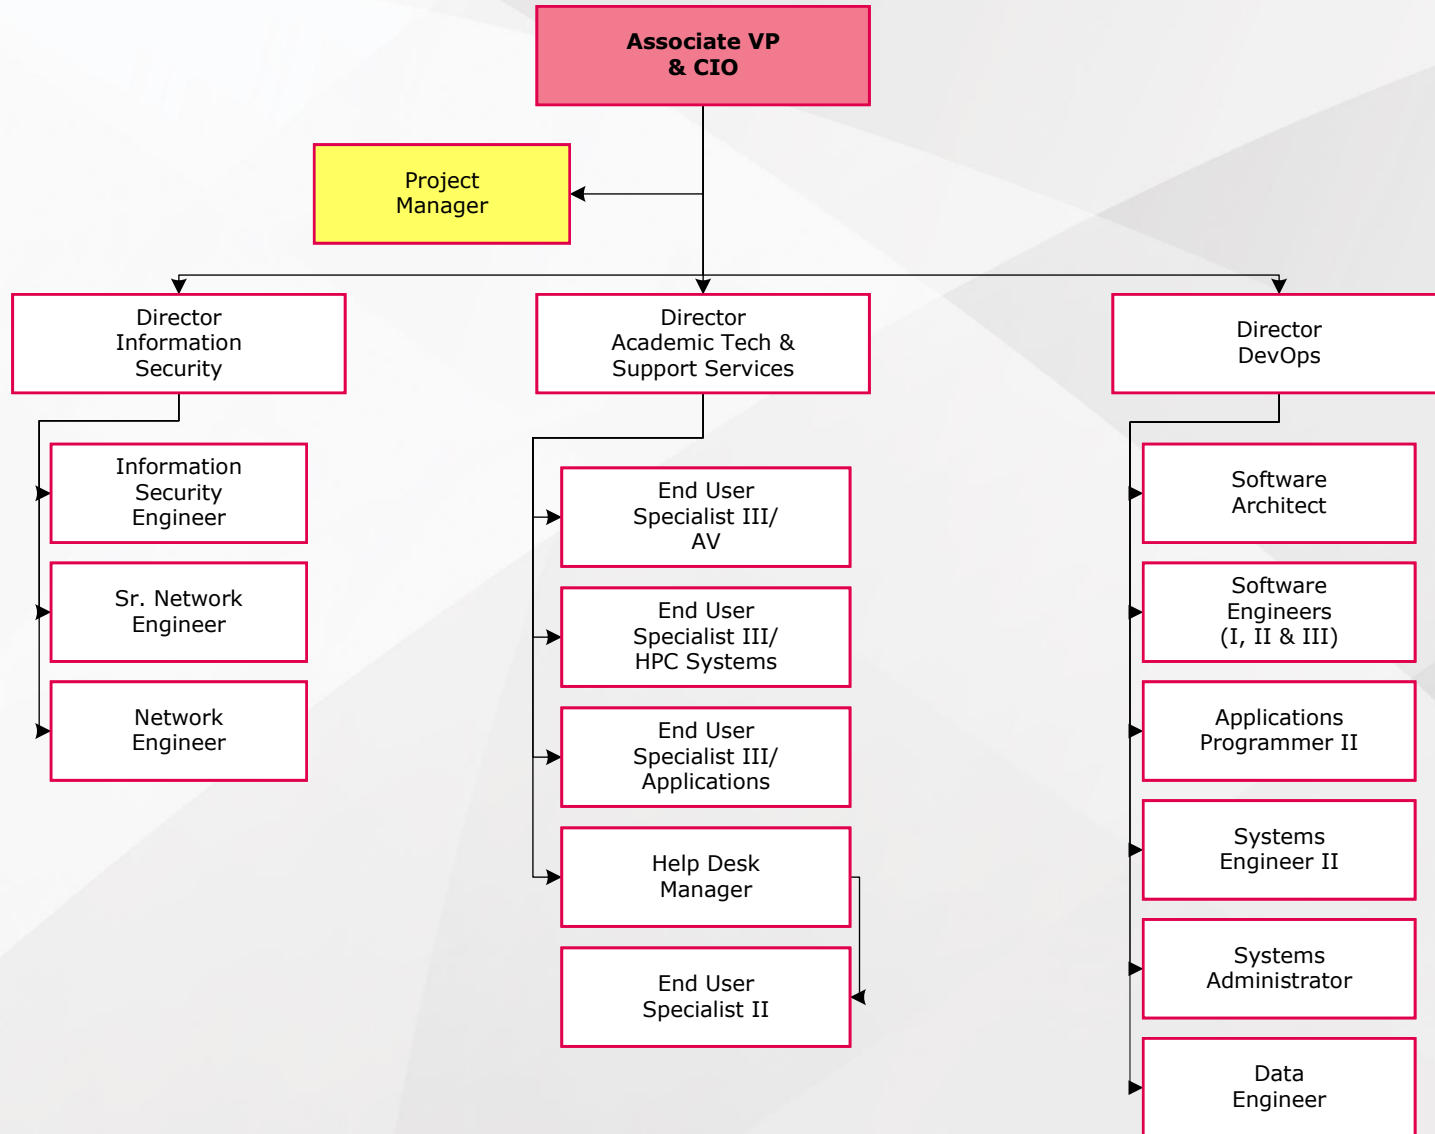 Associate VP
& CIO
Project
Manager
Director
Information
Security
Director
Academic Tech &
Support Services
Director
DevOps
Information
Security
Engineer
Sr. Network
Engineer
Network
Engineer
End User
Specialist III/
AV
End User
Specialist III/
HPC Systems
End User
Specialist III/
Applications
Help Desk
Manager
End User
Specialist II
Software
Architect
Software
Engineers
(I, II & III)
Applications
Programmer II
Systems
Engineer II
Systems
Administrator
Data
Engineer